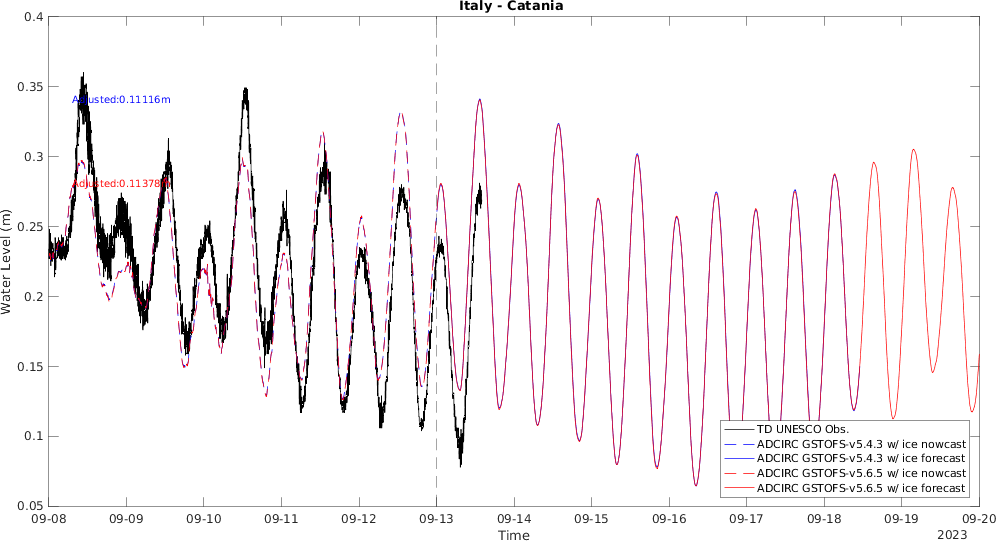 Italy - Catania
0.4
0.35
0.3
0.25
0.2
0.15
0.1
0.05
Water Level (m)
Adjusted:0.11116m
Adjusted:0.11378m
TD UNESCO Obs.
ADCIRC GSTOFS-v5.4.3 w/ ice nowcast
ADCIRC GSTOFS-v5.4.3 w/ ice forecast
ADCIRC GSTOFS-v5.6.5 w/ ice nowcast
ADCIRC GSTOFS-v5.6.5 w/ ice forecast
09-08 09-09 09-10 09-11 09-12 09-13 09-14 09-15 09-16 09-17 09-18 09-19 09-20
Time
2023